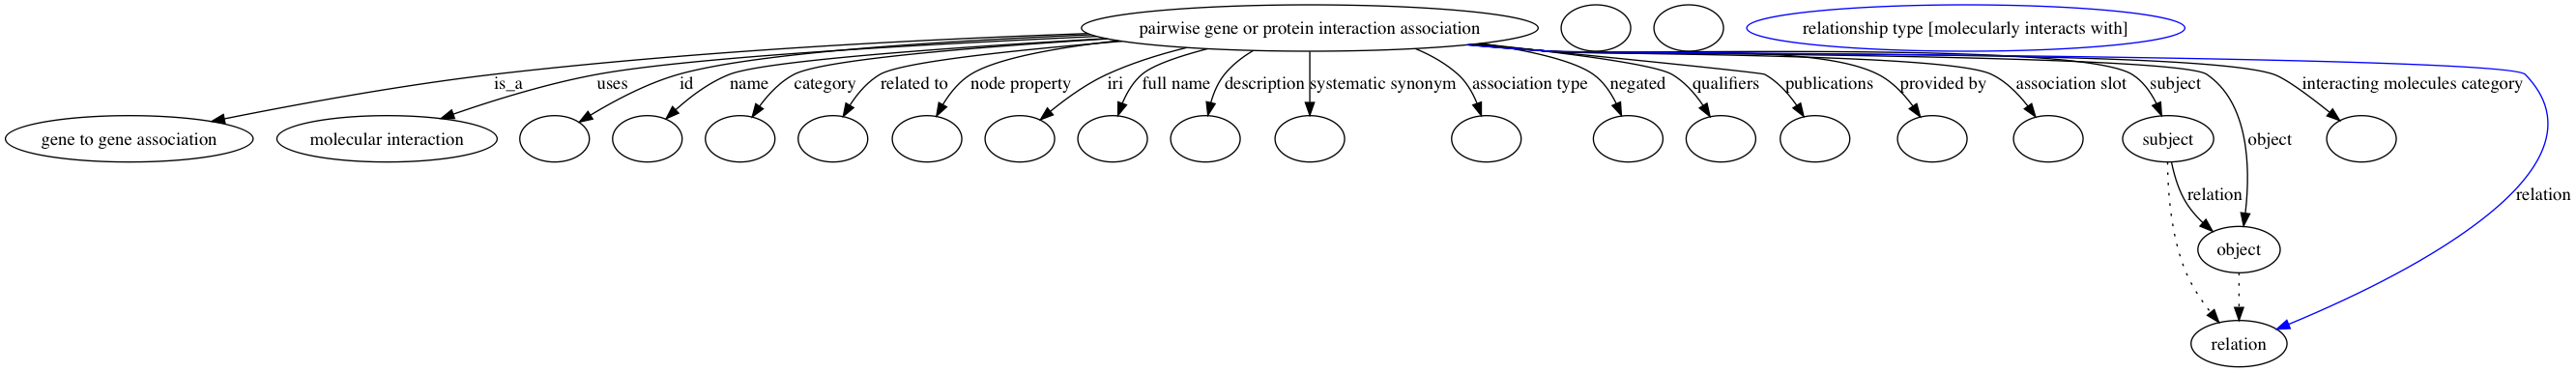 pairwise gene or protein interaction association
relationship type [molecularly interacts with]
is_a
uses
id
name
category
related to
node property
iri
full name
description
systematic synonym
association type
negated
qualifiers
publications
provided by
association slot
subject
interacting molecules category
gene to gene association
molecular interaction
subject
object
relation
relation
object
relation